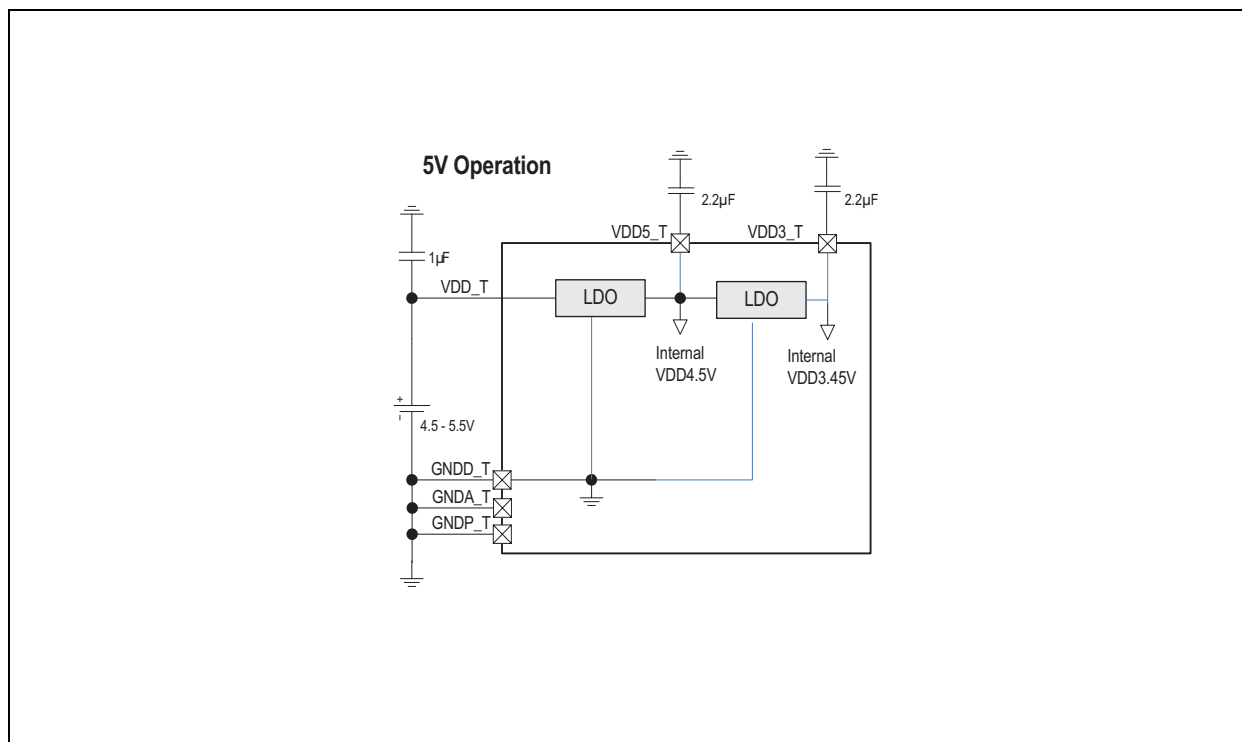 5V Operation
2.2µF
2.2µF
VDD5_T
VDD3_T
1µF
VDD_T
LDO
LDO
Internal
VDD4.5V
Internal
VDD3.45V
+
-
4.5 - 5.5V
GNDD_T
GNDA_T
GNDP_T